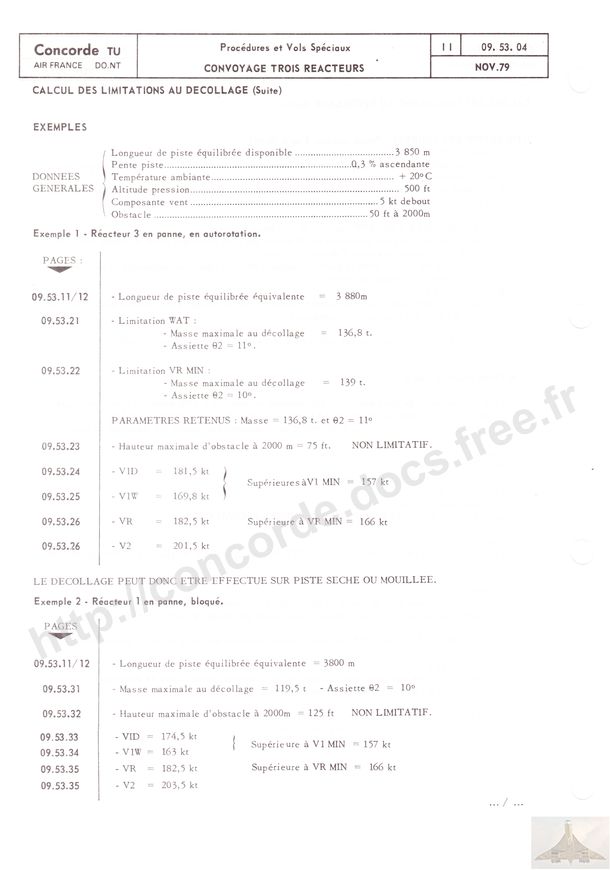 Concorde TU
AIR FRANCE DO.NT
Procédures et Vols Spéciaux
CONVOYAGE TROIS REACTEURS
11
09. 53. 04
NOV.79
CALCUL DES LIMITATIONS AU DECOLLAGE (Suite)
EXEMPLES
DONNEES GENERALES
Longueur de piste équilibrée disponible ........................ 3 850 m
Pente piste ........................ 0,3 % ascendante
Température ambiante ........................ + 20° C
Altitude pression ........................ 500 ft
Composante vent ........................ 5 kt debout
Obstacle ........................ 50 ft à 2000m
Exemple 1 - Réacteur 3 en panne, en autorotation.
PAGES :
09.53.11/12 - Longueur de piste équilibrée équivalente = 3 880m
09.53.21 - Limitation WAT :
- Masse maximale au décollage = 136,8 t.
- Assiette θ2 = 11°.
09.53.22 - Limitation VR MIN :
- Masse maximale au décollage = 139 t.
- Assiette θ2 = 10°.
PARAMETRES RETENUS : Masse = 136,8 t. et θ2 = 11°
09.53.23 - Hauteur maximale d'obstacle à 2000 m = 75 ft. NON LIMITATIF.
09.53.24 - V1D = 181,5 kt
Supérieures à V1 MIN = 157 kt
09.53.25 - V1W = 169,8 kt
09.53.26 - VR = 182,5 kt Supérieure à VR MIN = 166 kt
09.53.26 - V2 = 201,5 kt
LE DECOLLAGE PEUT DONC ETRE EFFECTUE SUR PISTE SECHE OU MOUILLEE.
Exemple 2 - Réacteur 1 en panne, bloqué.
PAGES
09.53.11/12 - Longueur de piste équilibrée équivalente = 3800 m
09.53.31 - Masse maximale au décollage = 119,5 t - Assiette θ2 = 10°
09.53.32 - Hauteur maximale d'obstacle à 2000m = 125 ft NON LIMITATIF.
09.53.33 - V1D = 174,5 kt
Supérieure à V1 MIN = 157 kt
09.53.34 - V1W = 163 kt
09.53.35 - VR = 182,5 kt Supérieure à VR MIN = 166 kt
09.53.35 - V2 = 203,5 kt
... / ...
http://concorde.docs.free.fr